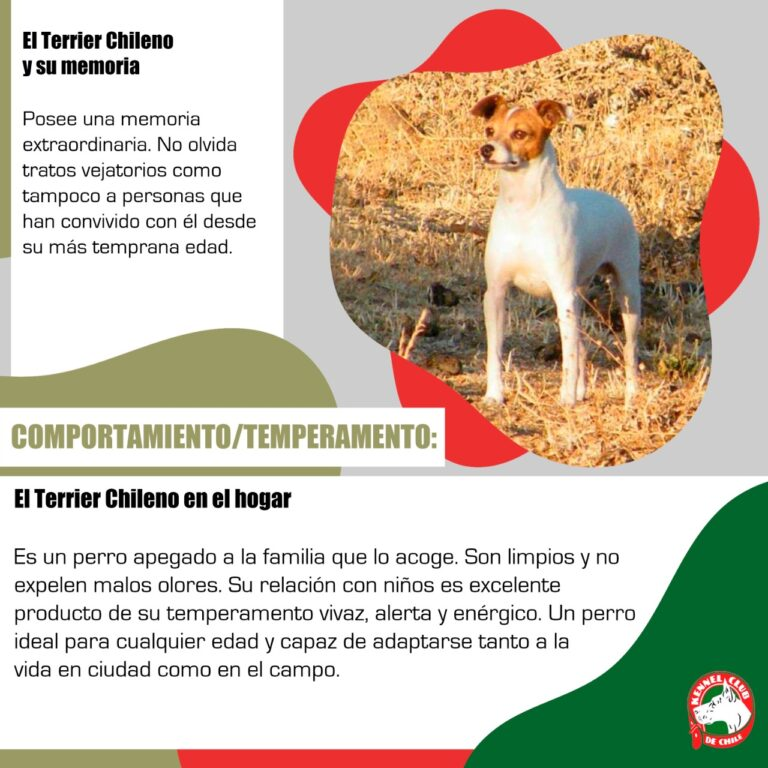 El Terrier Chileno
y su memoria
Posee una memoria
extraordinaria. No olvida
tratos vejatorios como
tampoco a personas que
han convivido con él desde
su más temprana edad.
COMPORTAMIENTO/TEMPERAMENTO:
El Terrier Chileno en el hogar
Es un perro apegado a la familia que lo acoge. Son limpios y no
expelen malos olores. Su relación con niños es excelente
producto de su temperamento vivaz, alerta y enérgico. Un perro
ideal para cualquier edad y capaz de adaptarse tanto a la
vida en ciudad como en el campo.
KENNEL CLUB
DE CHILE